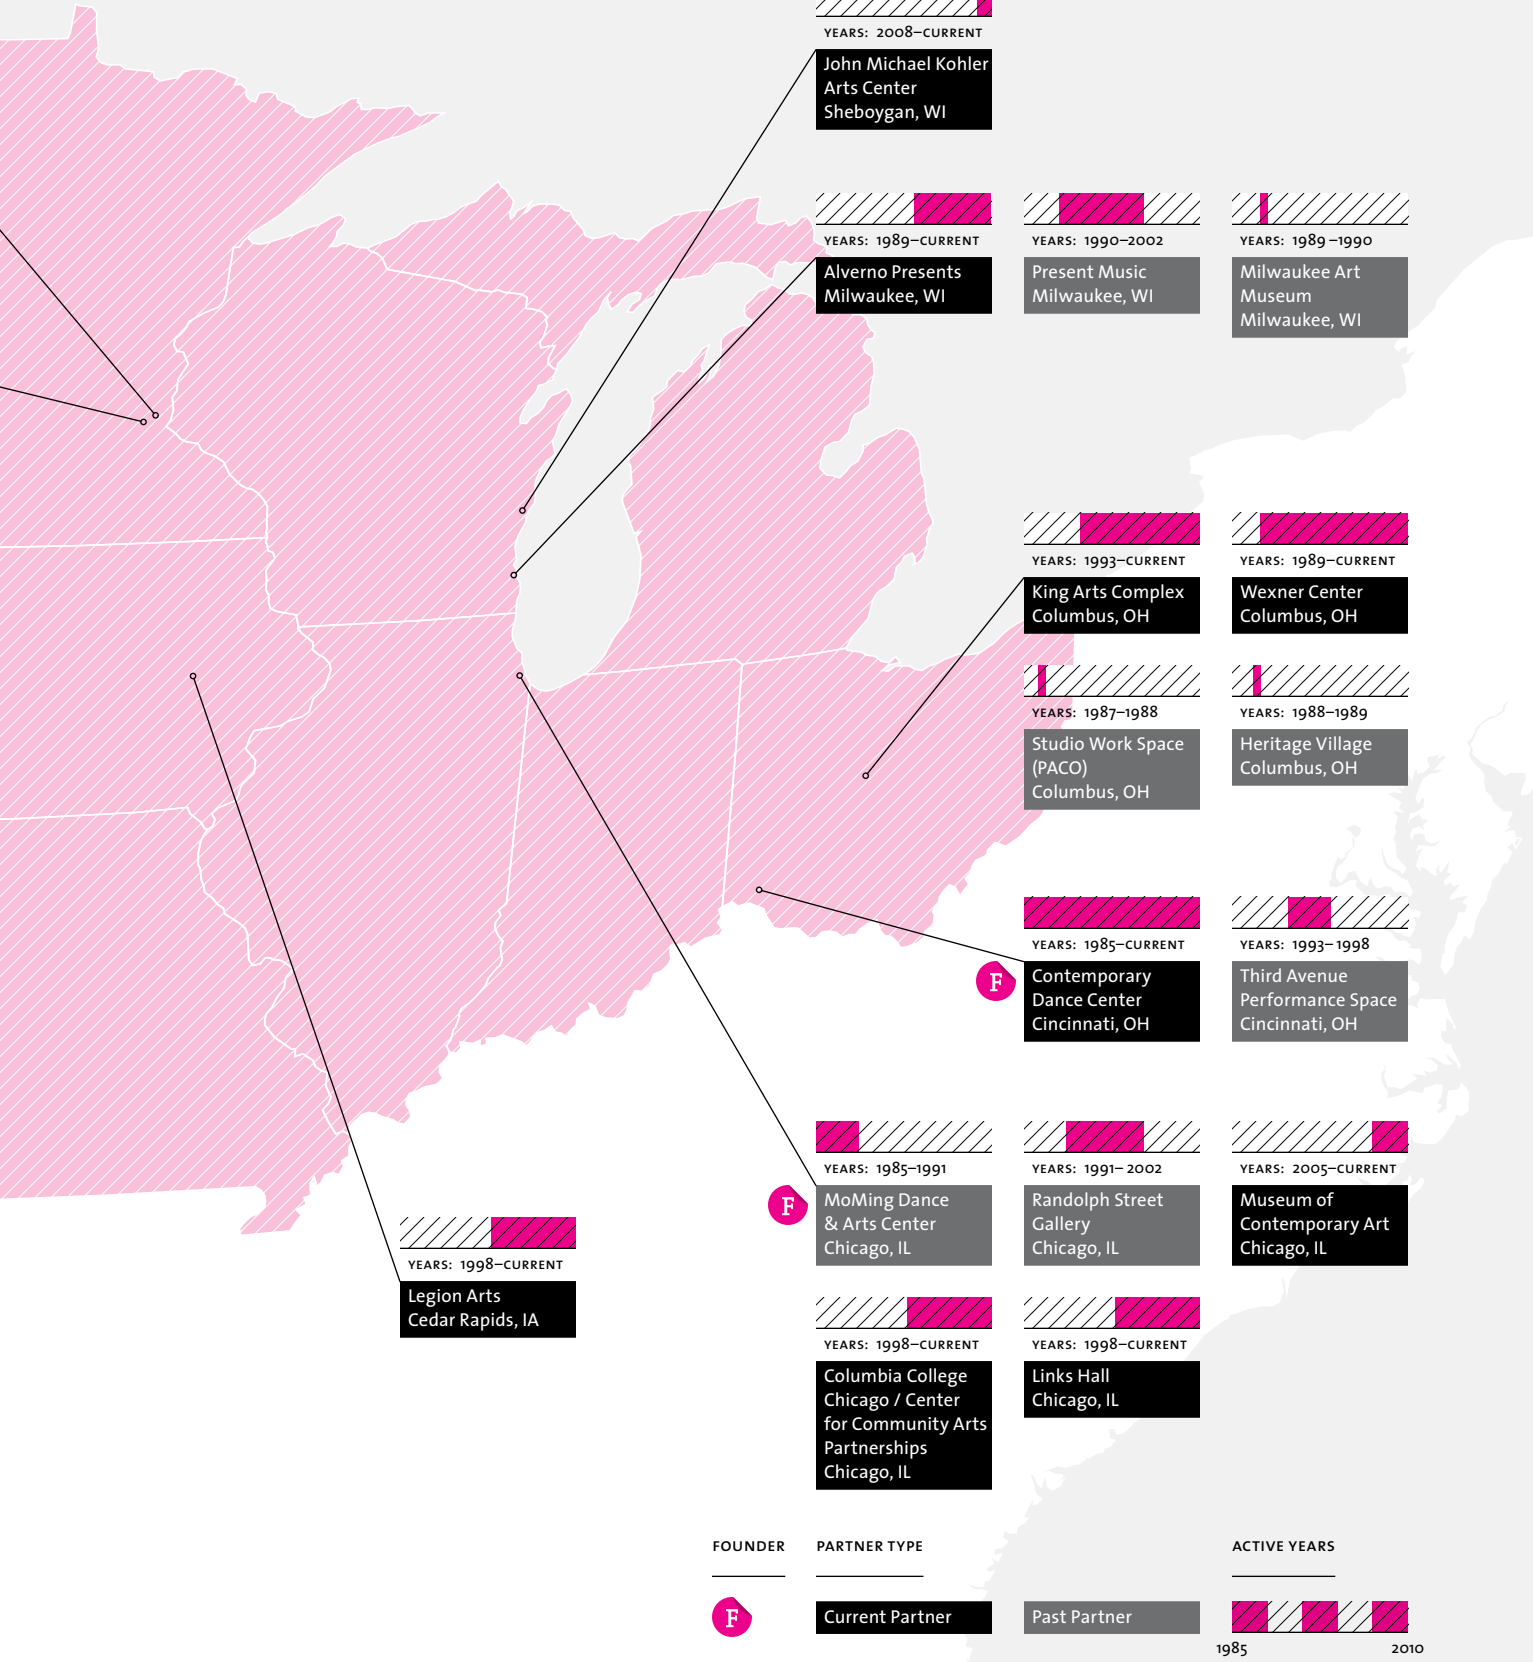 YEARS: 2008–CURRENT
John Michael Kohler
Arts Center
Sheboygan, WI
YEARS: 1989–CURRENT
Alverno Presents
Milwaukee, WI
YEARS: 1990–2002
Present Music
Milwaukee, WI
YEARS: 1989–1990
Milwaukee Art
Museum
Milwaukee, WI
YEARS: 1993–CURRENT
King Arts Complex
Columbus, OH
YEARS: 1989–CURRENT
Wexner Center
Columbus, OH
YEARS: 1987–1988
Studio Work Space
(PACO)
Columbus, OH
YEARS: 1988–1989
Heritage Village
Columbus, OH
YEARS: 1985–CURRENT
F
Contemporary
Dance Center
Cincinnati, OH
YEARS: 1993–1998
Third Avenue
Performance Space
Cincinnati, OH
YEARS: 1985–1991
F
MoMing Dance
& Arts Center
Chicago, IL
YEARS: 1991–2002
Randolph Street
Gallery
Chicago, IL
YEARS: 2005–CURRENT
Museum of
Contemporary Art
Chicago, IL
YEARS: 1998–CURRENT
Legion Arts
Cedar Rapids, IA
YEARS: 1998–CURRENT
Columbia College
Chicago / Center
for Community Arts
Partnerships
Chicago, IL
YEARS: 1998–CURRENT
Links Hall
Chicago, IL
FOUNDER
F
PARTNER TYPE
Current Partner
Past Partner
ACTIVE YEARS
1985
2010